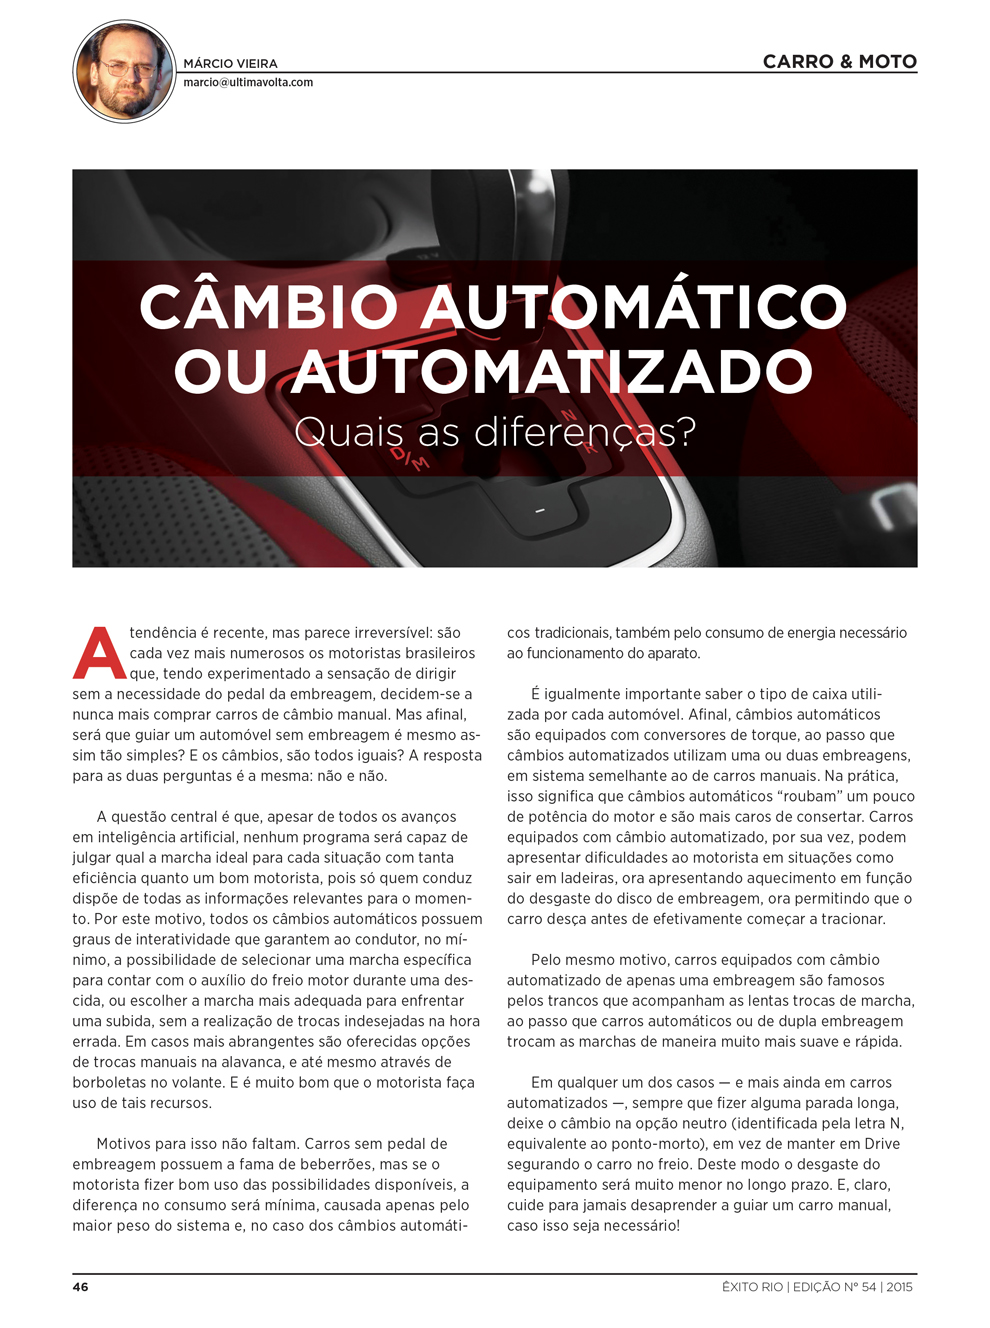 MÁRCIO VIEIRA
marcio@ultimavolta.com
CARRO & MOTO
CÂMBIO AUTOMÁTICO
OU AUTOMATIZADO
Quais as diferenças?
D/M
N
R
–
A tendência é recente, mas parece irreversível: são
cada vez mais numerosos os motoristas brasileiros
que, tendo experimentado a sensação de dirigir
sem a necessidade do pedal da embreagem, decidem-se a
nunca mais comprar carros de câmbio manual. Mas afinal,
será que guiar um automóvel sem embreagem é mesmo as-
sim tão simples? E os câmbios, são todos iguais? A resposta
para as duas perguntas é a mesma: não e não.
A questão central é que, apesar de todos os avanços
em inteligência artificial, nenhum programa será capaz de
julgar qual a marcha ideal para cada situação com tanta
eficiência quanto um bom motorista, pois só quem conduz
dispõe de todas as informações relevantes para o momen-
to. Por este motivo, todos os câmbios automáticos possuem
graus de interatividade que garantem ao condutor, no mí-
nimo, a possibilidade de selecionar uma marcha específica
para contar com o auxílio do freio motor durante uma des-
cida, ou escolher a marcha mais adequada para enfrentar
uma subida, sem a realização de trocas indesejadas na hora
errada. Em casos mais abrangentes são oferecidas opções
de trocas manuais na alavanca, e até mesmo através de
borboletas no volante. E é muito bom que o motorista faça
uso de tais recursos.
Motivos para isso não faltam. Carros sem pedal de
embreagem possuem a fama de beberrões, mas se o
motorista fizer bom uso das possibilidades disponíveis, a
diferença no consumo será mínima, causada apenas pelo
maior peso do sistema e, no caso dos câmbios automáti-
cos tradicionais, também pelo consumo de energia necessário
ao funcionamento do aparato.
É igualmente importante saber o tipo de caixa utili-
zada por cada automóvel. Afinal, câmbios automáticos
são equipados com conversores de torque, ao passo que
câmbios automatizados utilizam uma ou duas embreagens,
em sistema semelhante ao de carros manuais. Na prática,
isso significa que câmbios automáticos “roubam” um pouco
de potência do motor e são mais caros de consertar. Carros
equipados com câmbio automatizado, por sua vez, podem
apresentar dificuldades ao motorista em situações como
sair em ladeiras, ora apresentando aquecimento em função
do desgaste do disco de embreagem, ora permitindo que o
carro desça antes de efetivamente começar a tracionar.
Pelo mesmo motivo, carros equipados com câmbio
automatizado de apenas uma embreagem são famosos
pelos trancos que acompanham as lentas trocas de marcha,
ao passo que carros automáticos ou de dupla embreagem
trocam as marchas de maneira muito mais suave e rápida.
Em qualquer um dos casos — e mais ainda em carros
automatizados —, sempre que fizer alguma parada longa,
deixe o câmbio na opção neutro (identificada pela letra N,
equivalente ao ponto-morto), em vez de manter em Drive
segurando o carro no freio. Deste modo o desgaste do
equipamento será muito menor no longo prazo. E, claro,
cuide para jamais desaprender a guiar um carro manual,
caso isso seja necessário!
46
ÊXITO RIO | EDIÇÃO Nº 54 | 2015